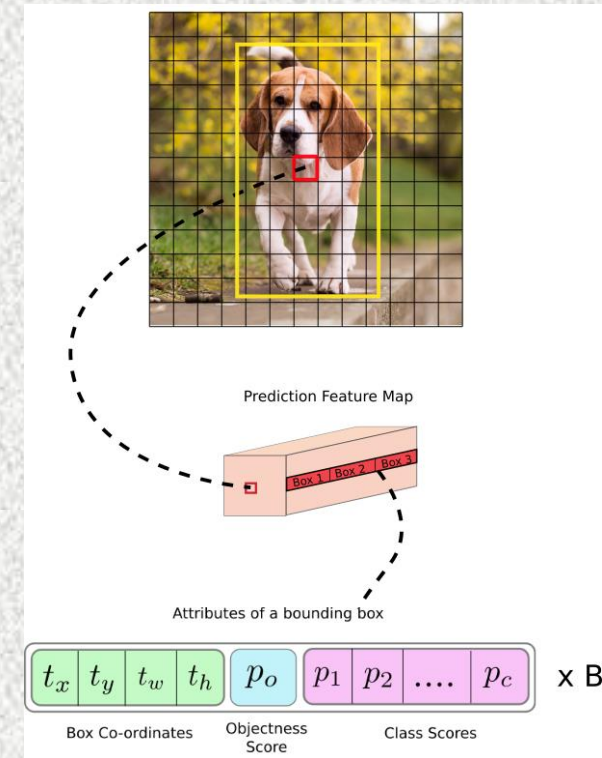 Prediction Feature Map
Box 1 Box 2 Box 3
Attributes of a bounding box
t_x t_y t_w t_h p_o p_1 p_2 .... p_c x B
Box Co-ordinates Objectness Score Class Scores